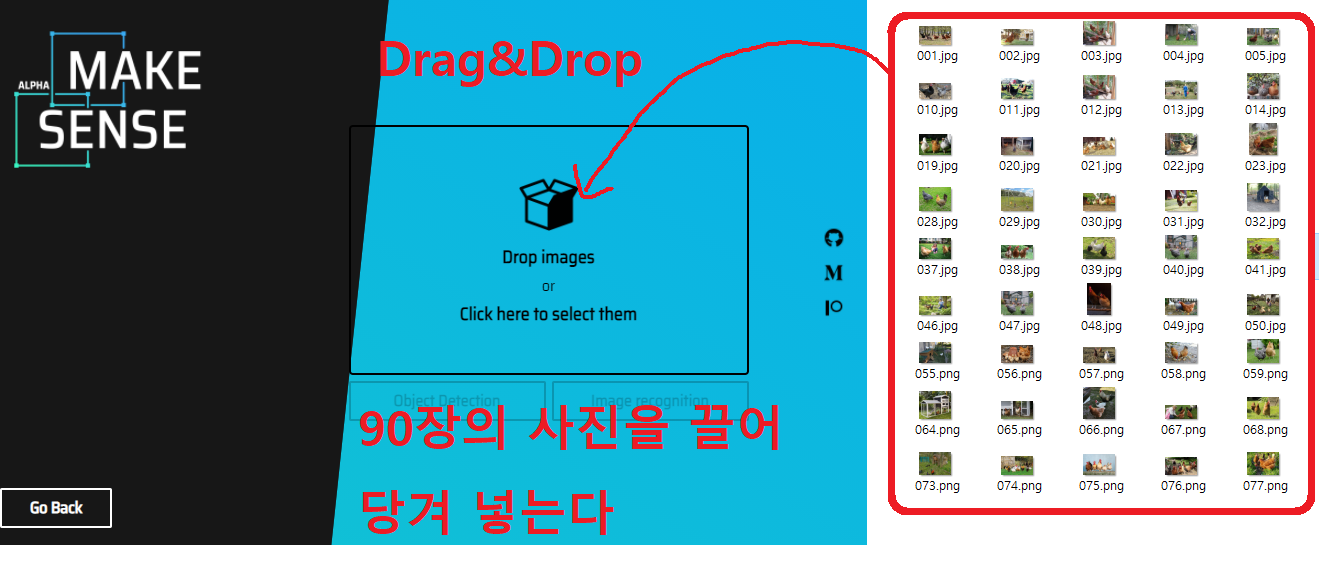 Drag&Drop
ALPHA
MAKE
SENSE
Drop images
or
Click here to select them
M
Object Detection
Image recognition
90장의 사진을 끌어
당겨 넣는다
Go Back
001.jpg 002.jpg 003.jpg 004.jpg 005.jpg
010.jpg 011.jpg 012.jpg 013.jpg 014.jpg
019.jpg 020.jpg 021.jpg 022.jpg 023.jpg
028.jpg 029.jpg 030.jpg 031.jpg 032.jpg
037.jpg 038.jpg 039.jpg 040.jpg 041.jpg
046.jpg 047.jpg 048.jpg 049.jpg 050.jpg
055.png 056.png 057.png 058.png 059.png
064.png 065.png 066.png 067.png 068.png
073.png 074.png 075.png 076.png 077.png